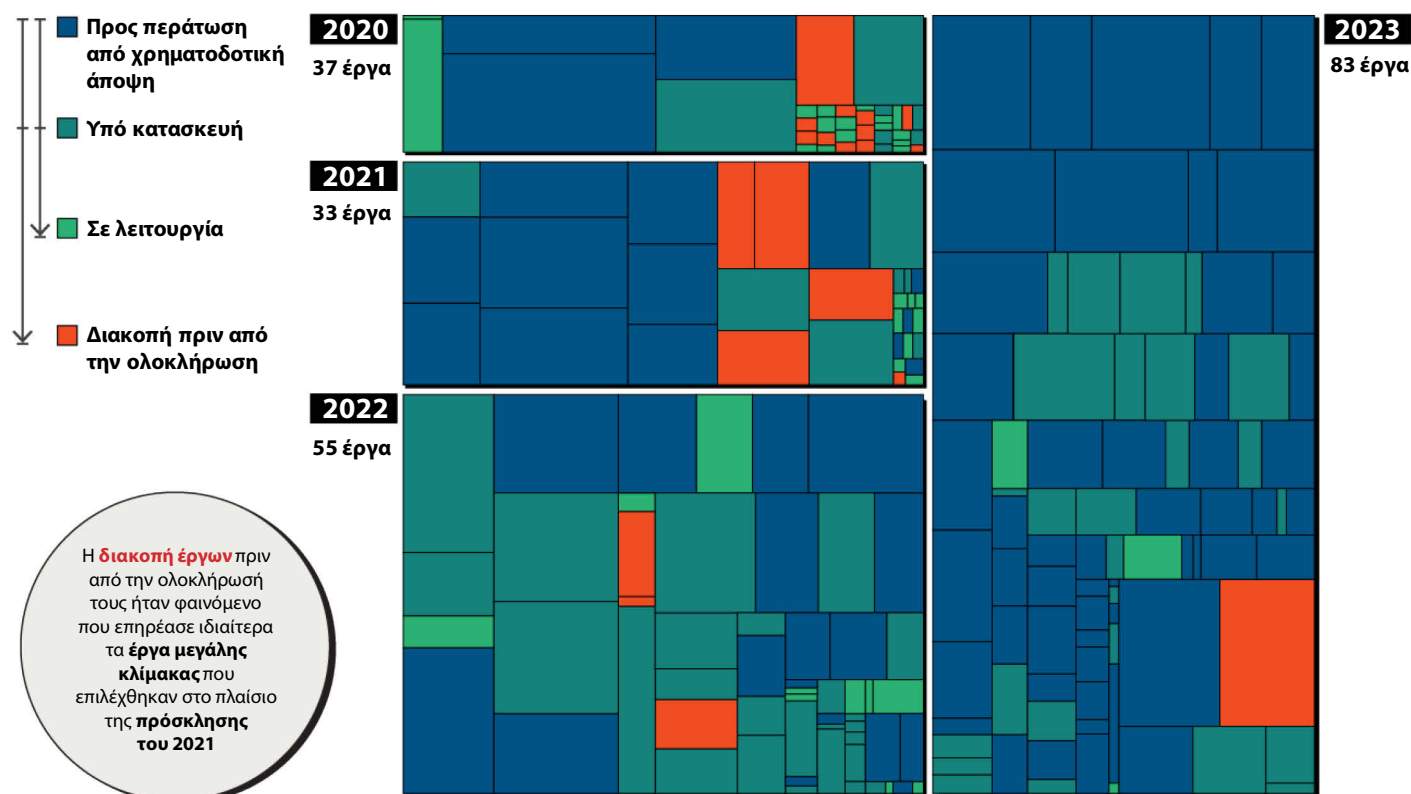 Προς περάτωση
από χρηματοδοτική
άποψη
Υπό κατασκευή
Σε λειτουργία
Διακοπή πριν από
την ολοκλήρωση
2020
37 έργα
2021
33 έργα
2022
55 έργα
2023
83 έργα
Η διακοπή έργων πριν
από την ολοκλήρωσή
τους ήταν φαινόμενο
που επηρέασε ιδιαίτερα
τα έργα μεγάλης
κλίμακας που
επιλέχθηκαν στο πλαίσιο
της πρόσκλησης
του 2021